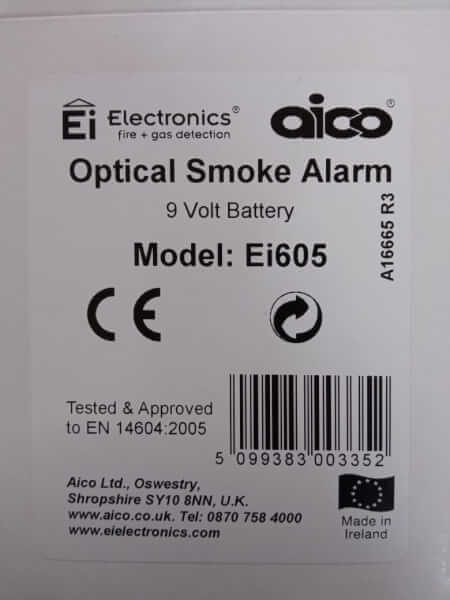 Ei Electronics®
fire + gas detection
aico®
Optical Smoke Alarm
9 Volt Battery
Model: Ei605
A16665 R3
CE
Tested & Approved
to EN 14604:2005
5 099383 003352
Aico Ltd., Oswestry,
Shropshire SY10 8NN, U.K.
www.aico.co.uk. Tel: 0870 758 4000
www.eielectronics.com
Made in
Ireland